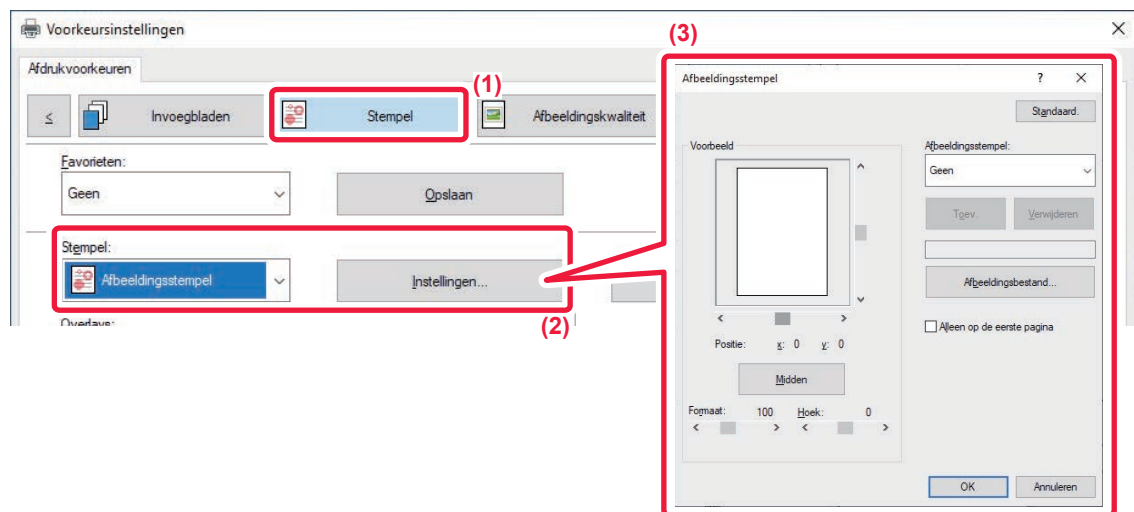 Voorkeursinstellingen
Afdrukvoorkeuren
(1)
<
Invoegbladen
Stempel
Afbeeldingskwaliteit
Favorieten:
Geen
Opslaan
Stempel:
Afbeeldingsstempel
Instellingen...
(2)
Overlays:
(3)
Afbeeldingsstempel
?
Standaard.
Voorbeeld
Afbeeldingsstempel:
Geen
Toev.
Verwijderen
Afbeeldingsbestand...
Alleen op de eerste pagina
Positie: x: 0 y: 0
Midden
Formaat: 100 Hoek: 0
OK
Annuleren